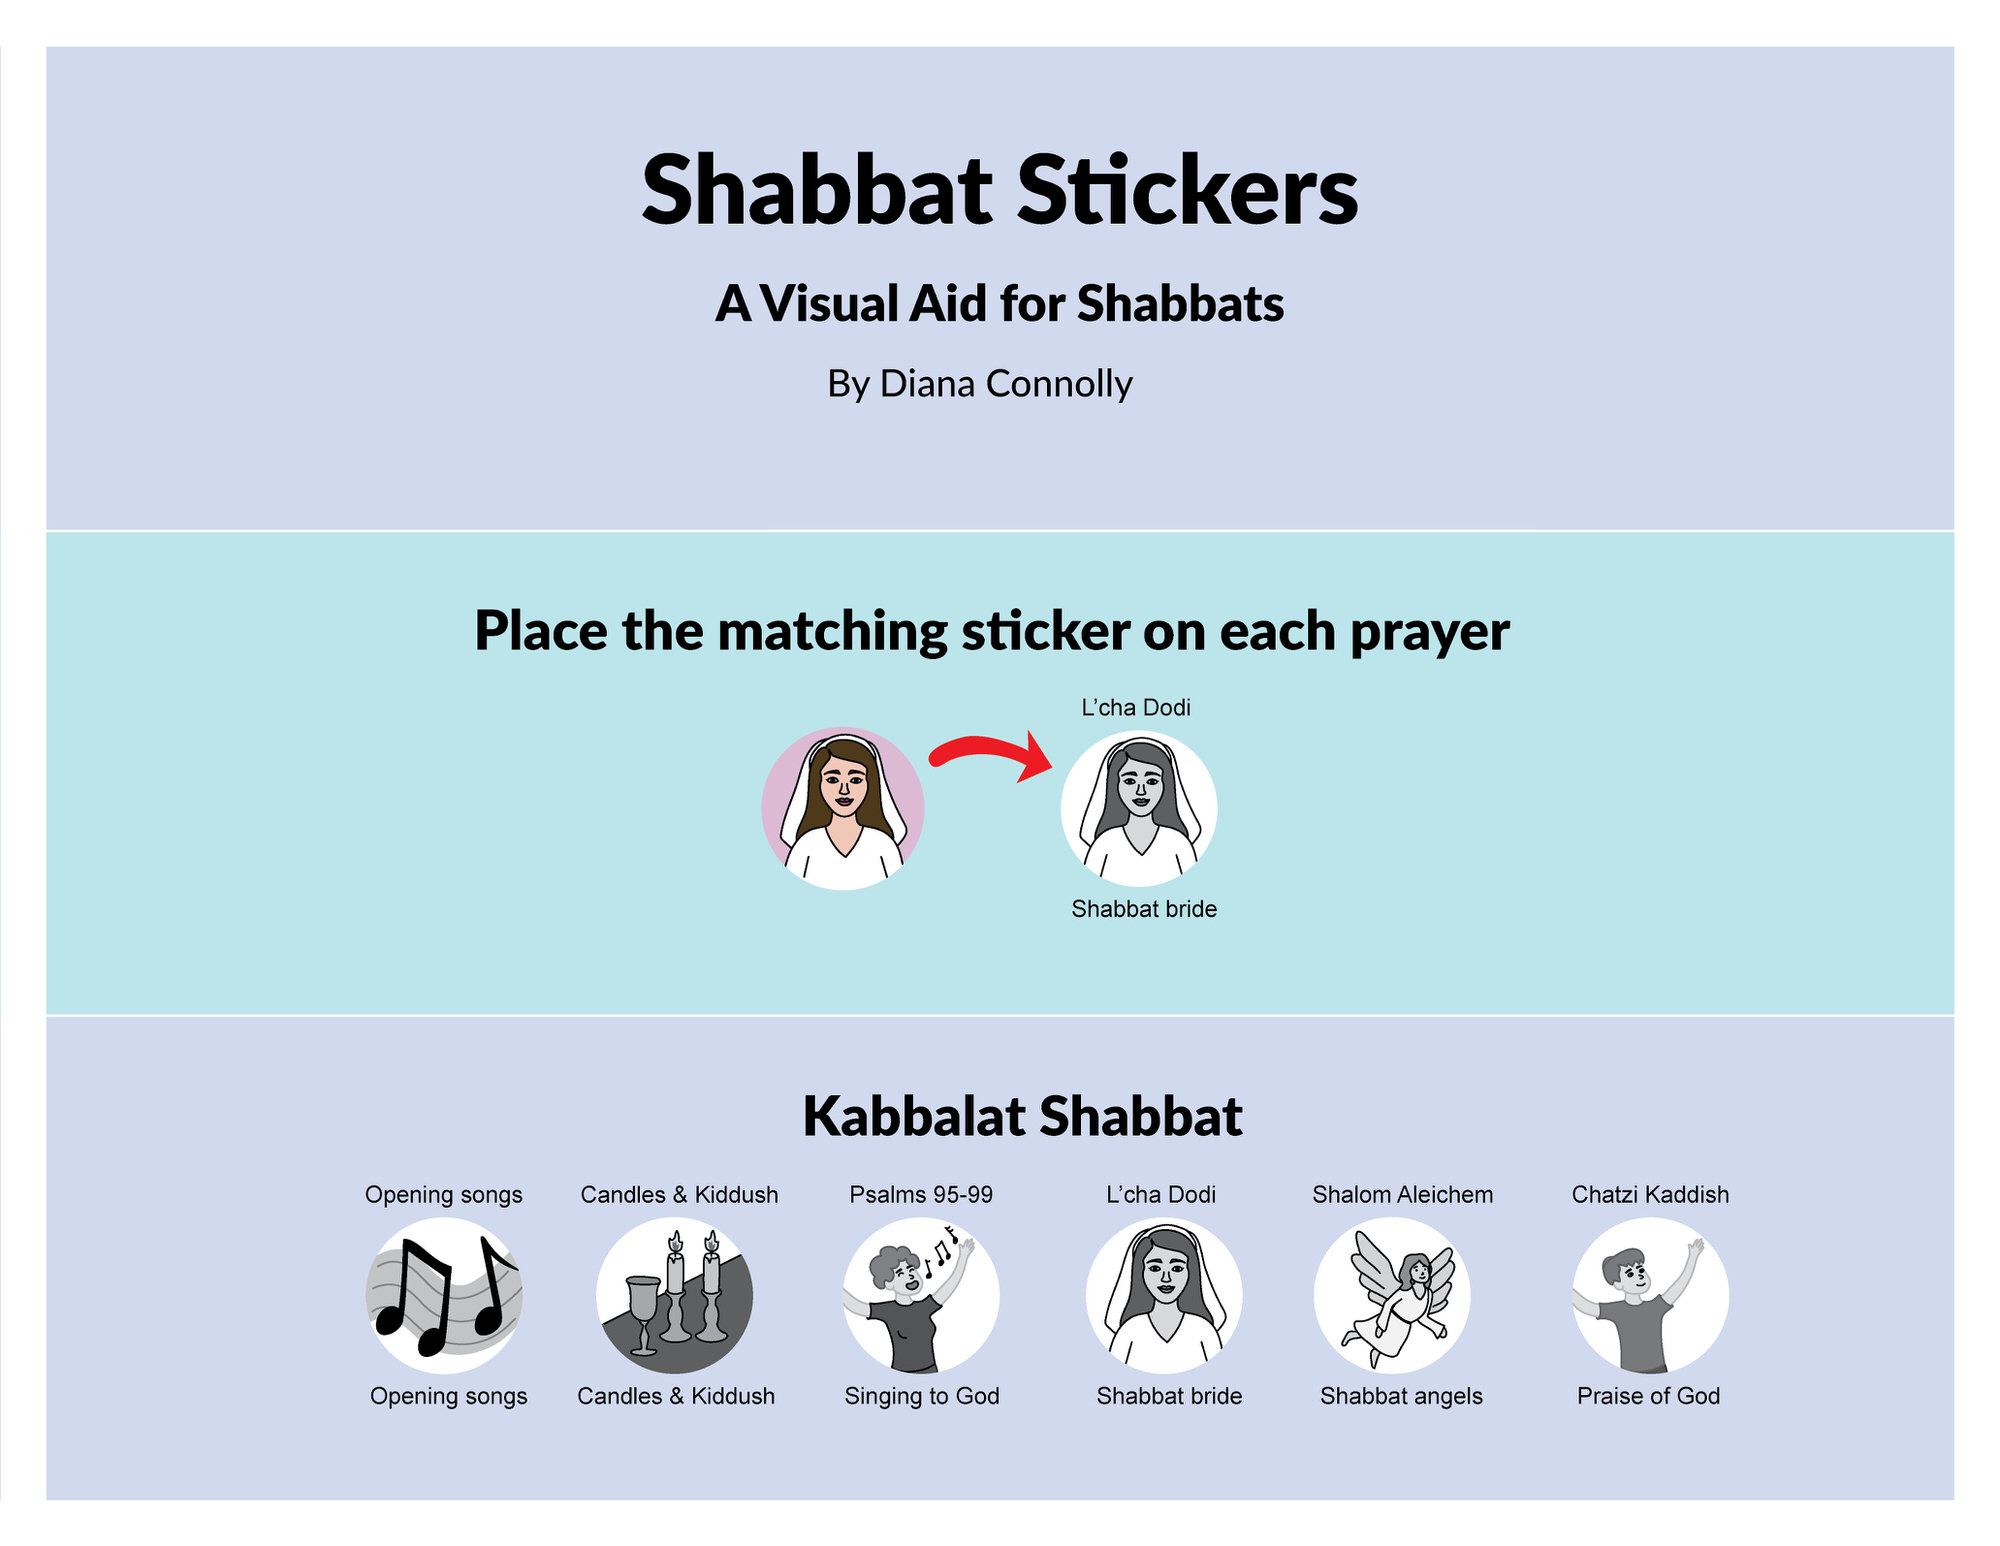 Shabbat Stickers
A Visual Aid for Shabbats
By Diana Connolly
Place the matching sticker on each prayer
L’cha Dodi
Shabbat bride
Kabbalat Shabbat
Opening songs Candles & Kiddush Psalms 95-99 L’cha Dodi Shalom Aleichem Chatzi Kaddish
Opening songs Candles & Kiddush Singing to God Shabbat bride Shabbat angels Praise of God